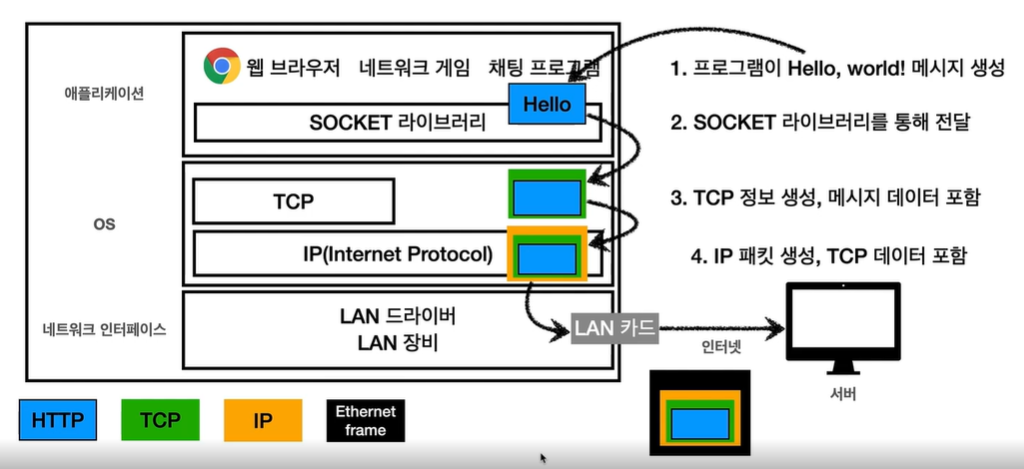 애플리케이션
웹 브라우저 네트워크 게임 채팅 프로그램
Hello
SOCKET 라이브러리
1. 프로그램이 Hello, world! 메시지 생성
2. SOCKET 라이브러리를 통해 전달
OS
TCP
IP(Internet Protocol)
3. TCP 정보 생성, 메시지 데이터 포함
4. IP 패킷 생성, TCP 데이터 포함
네트워크 인터페이스
LAN 드라이버
LAN 장비
LAN 카드
인터넷
서버
HTTP
TCP
IP
Ethernet
frame